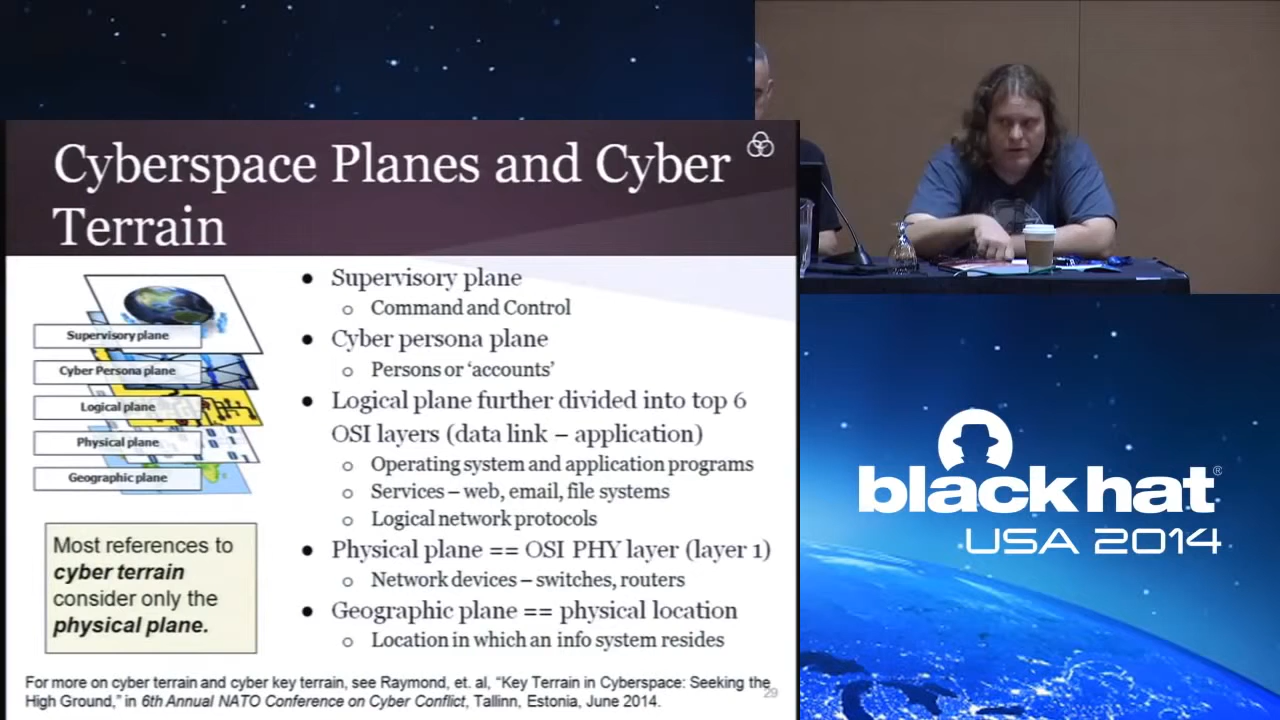 Cyberspace Planes and Cyber
Terrain
Supervisory plane
Cyber Persona plane
Logical plane
Physical plane
Geographic plane
Most references to
cyber terrain
consider only the
physical plane.
● Supervisory plane
o Command and Control
● Cyber persona plane
o Persons or ‘accounts’
● Logical plane further divided into top 6
OSI layers (data link – application)
o Operating system and application programs
o Services – web, email, file systems
o Logical network protocols
● Physical plane == OSI PHY layer (layer 1)
o Network devices – switches, routers
● Geographic plane == physical location
o Location in which an info system resides
For more on cyber terrain and cyber key terrain, see Raymond, et. al, “Key Terrain in Cyberspace: Seeking the
High Ground,” in 6th Annual NATO Conference on Cyber Conflict, Tallinn, Estonia, June 2014.
29
black hat®
USA 2014